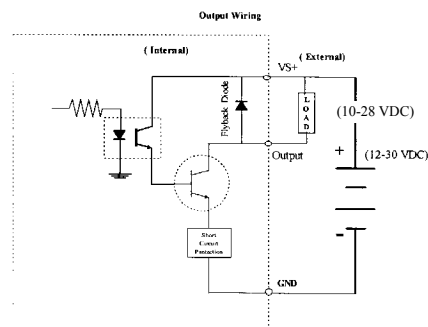 Output Wiring
( Internal)
( External)
VS+
Flyback Diode
LOAD
(10-28 VDC)
+
Output
(12-30 VDC)
-
Short
Circuit
Protection
GND